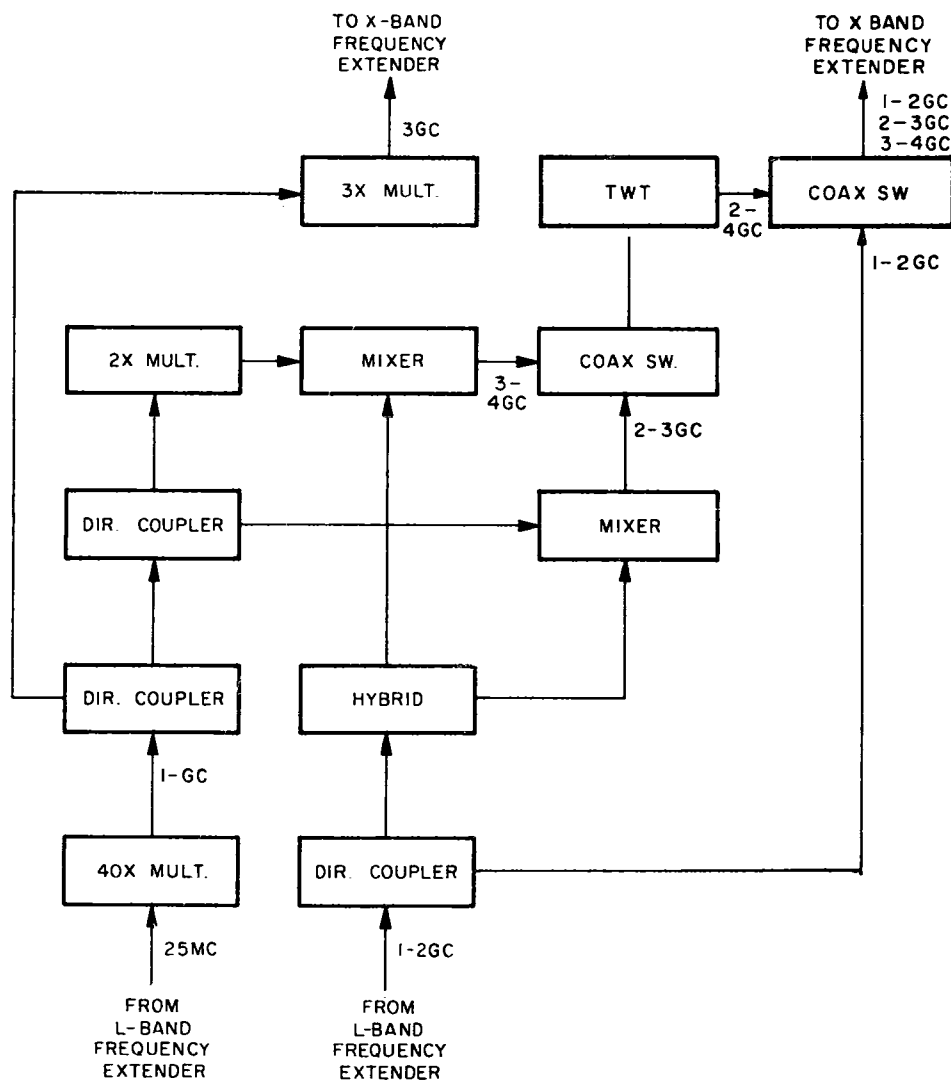 TO X-BAND
FREQUENCY
EXTENDER
3GC
3X MULT.
TO X BAND
FREQUENCY
EXTENDER
1-2GC
2-3GC
3-4GC
TWT
2-
4GC
COAX SW
1-2GC
2X MULT.
MIXER
3-
4GC
COAX SW.
2-3GC
DIR. COUPLER
MIXER
DIR. COUPLER
HYBRID
1-GC
40X MULT.
DIR. COUPLER
25MC
1-2GC
FROM
L-BAND
FREQUENCY
EXTENDER
FROM
L-BAND
FREQUENCY
EXTENDER